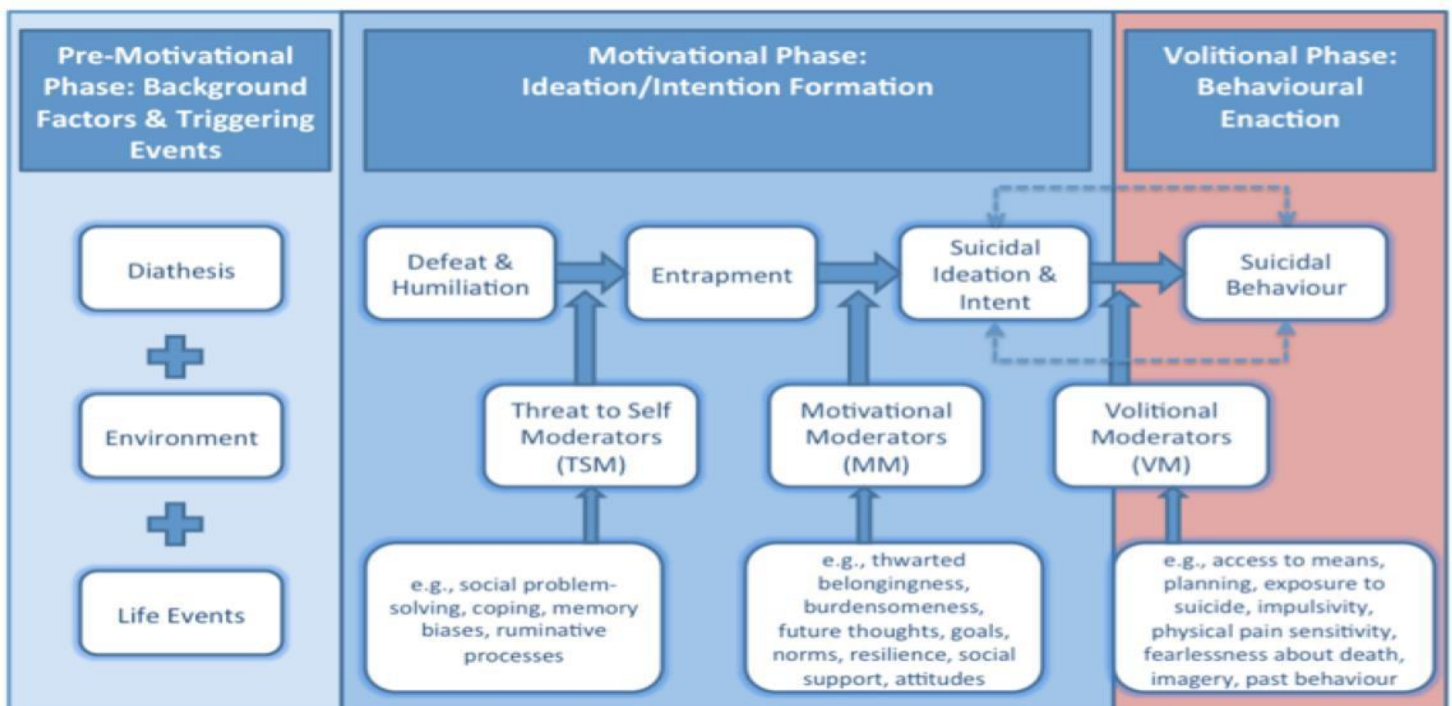 Pre-Motivational
Phase: Background
Factors & Triggering
Events
Motivational Phase:
Ideation/Intention Formation
Volitional Phase:
Behavioural
Enaction
Diathesis
Environment
Life Events
Defeat &
Humiliation
Entrapment
Suicidal
Ideation &
Intent
Suicidal
Behaviour
Threat to Self
Moderators
(TSM)
Motivational
Moderators
(MM)
Volitional
Moderators
(VM)
e.g., social problem-
solving, coping, memory
biases, ruminative
processes
e.g., thwarted
belongingness,
burdensomeness,
future thoughts, goals,
norms, resilience, social
support, attitudes
e.g., access to means,
planning, exposure to
suicide, impulsivity,
physical pain sensitivity,
fearlessness about death,
imagery, past behaviour